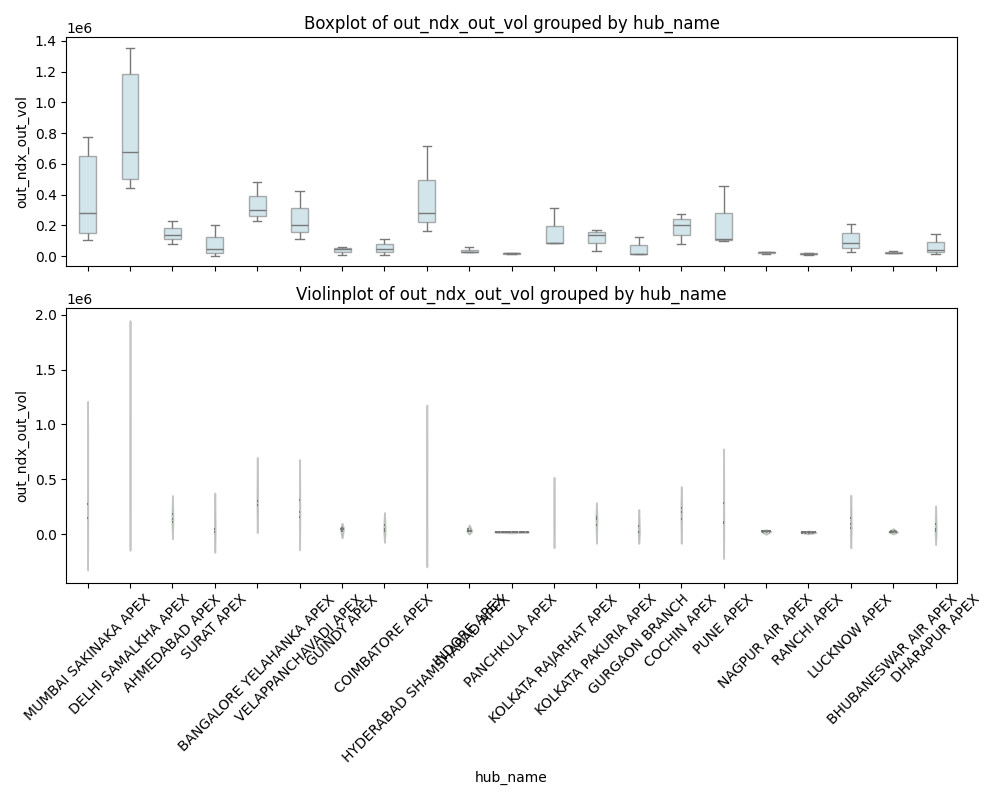 Boxplot of out_ndx_out_vol grouped by hub_name
1e6
1.4
1.2
1.0
0.8
0.6
0.4
0.2
0.0
out_ndx_out_vol
Violinplot of out_ndx_out_vol grouped by hub_name
1e6
2.0
1.5
1.0
0.5
0.0
out_ndx_out_vol
MUMBAI SAKINAKA APEX
DELHI SAMALKHA APEX
AHMEDABAD APEX
SURAT APEX
BANGALORE YELAHANKA APEX
VELAPPANCHAVADI APEX
GUINDY APEX
COIMBATORE APEX
HYDERABAD SHAMSHABAD APEX
INDORE APEX
PANCHKULA APEX
KOLKATA RAJARHAT APEX
KOLKATA PAKURIA APEX
GURGAON BRANCH
COCHIN APEX
PUNE APEX
NAGPUR AIR APEX
RANCHI APEX
LUCKNOW APEX
BHUBANESWAR AIR APEX
DHARAPUR APEX
hub_name